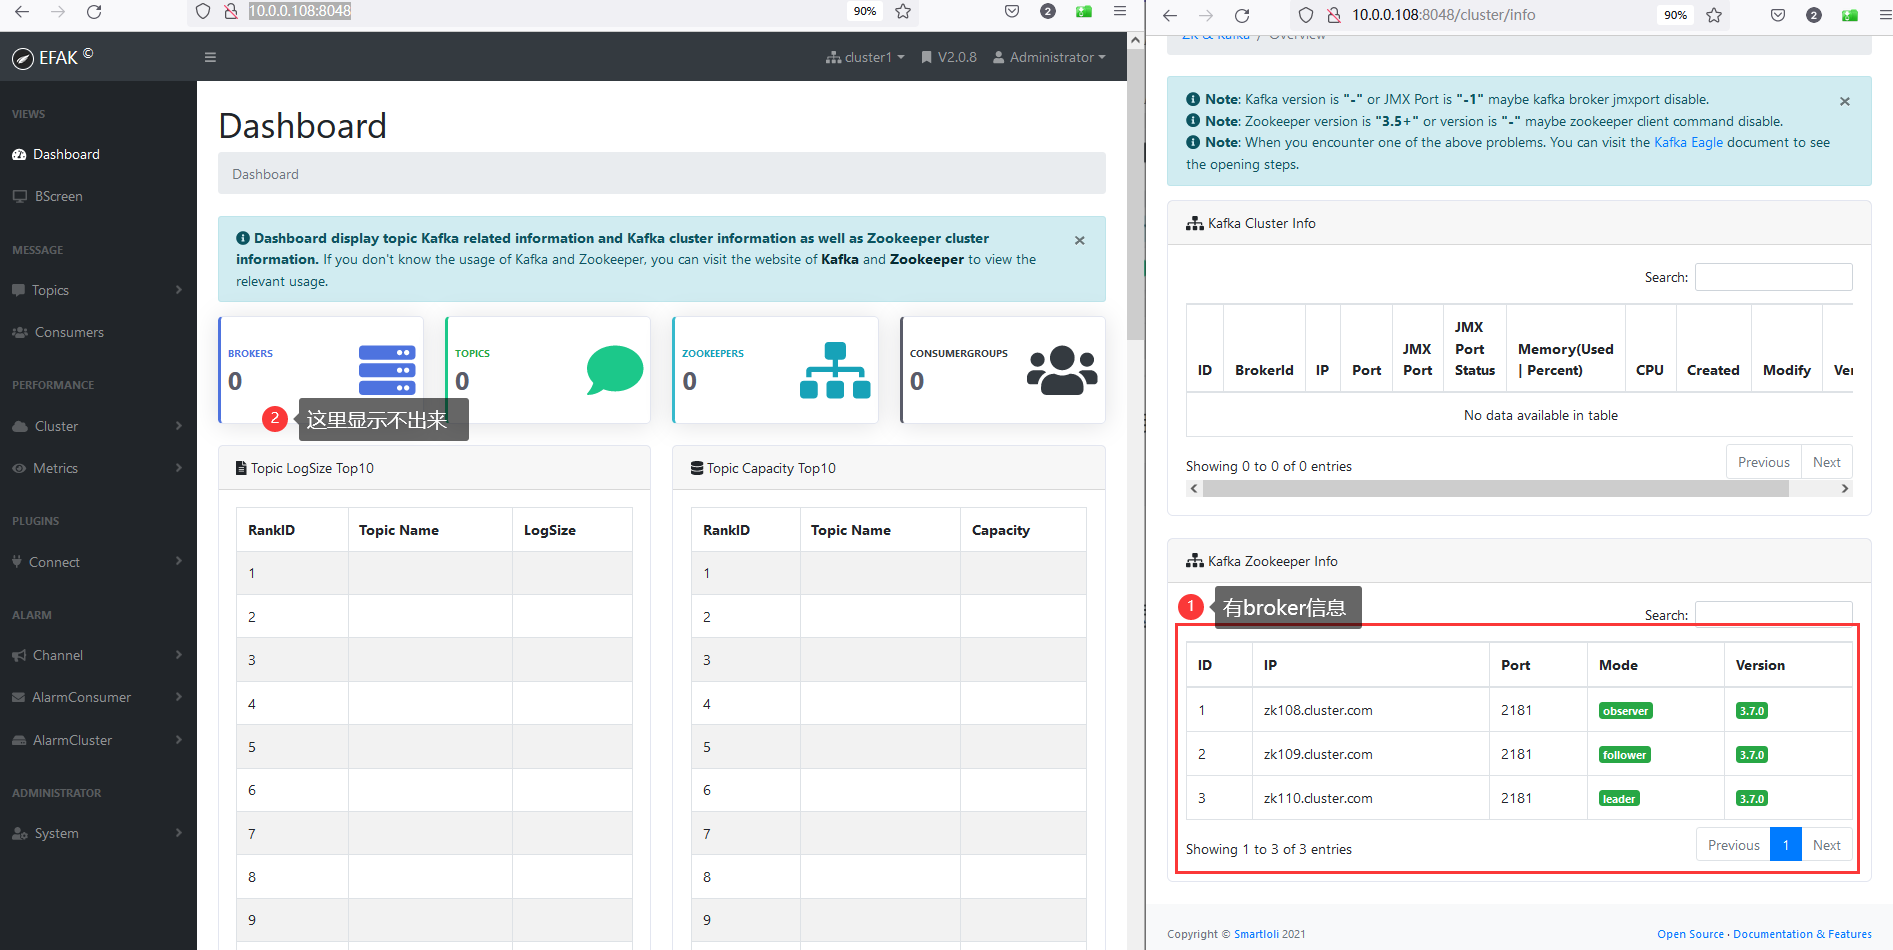 10.0.0.108:8048
90%
2
EFAK ©
cluster1
V2.0.8
Administrator
VIEWS
Dashboard
BScreen
MESSAGE
Topics
Consumers
PERFORMANCE
Cluster
Metrics
PLUGINS
Connect
ALARM
Channel
AlarmConsumer
AlarmCluster
ADMINISTRATOR
System
Dashboard
Dashboard
Dashboard display topic Kafka related information and Kafka cluster information as well as Zookeeper cluster
information. If you don't know the usage of Kafka and Zookeeper, you can visit the website of Kafka and Zookeeper to view the
relevant usage.
×
BROKERS
0
TOPICS
0
ZOOKEEPERS
0
CONSUMERGROUPS
0
2 这里显示不出来
Topic LogSize Top10
RankID Topic Name LogSize
1
2
3
4
5
6
7
8
9
Topic Capacity Top10
RankID Topic Name Capacity
1
2
3
4
5
6
7
8
9
10.0.0.108:8048/cluster/info
90%
2
ZK & Kafka / Overview
Note: Kafka version is "-" or JMX Port is "-1" maybe kafka broker jmxport disable.
Note: Zookeeper version is "3.5+" or version is "-" maybe zookeeper client command disable.
Note: When you encounter one of the above problems. You can visit the Kafka Eagle document to see
the opening steps.
×
Kafka Cluster Info
Search:
ID BrokerId IP Port JMX Port JMX Port Status Memory(Used | Percent) CPU Created Modify Ver
No data available in table
Showing 0 to 0 of 0 entries
Previous Next
Kafka Zookeeper Info
1 有broker信息
Search:
ID IP Port Mode Version
1 zk108.cluster.com 2181 observer 3.7.0
2 zk109.cluster.com 2181 follower 3.7.0
3 zk110.cluster.com 2181 leader 3.7.0
Showing 1 to 3 of 3 entries
Previous 1 Next
Copyright © Smartloli 2021
Open Source · Documentation & Features